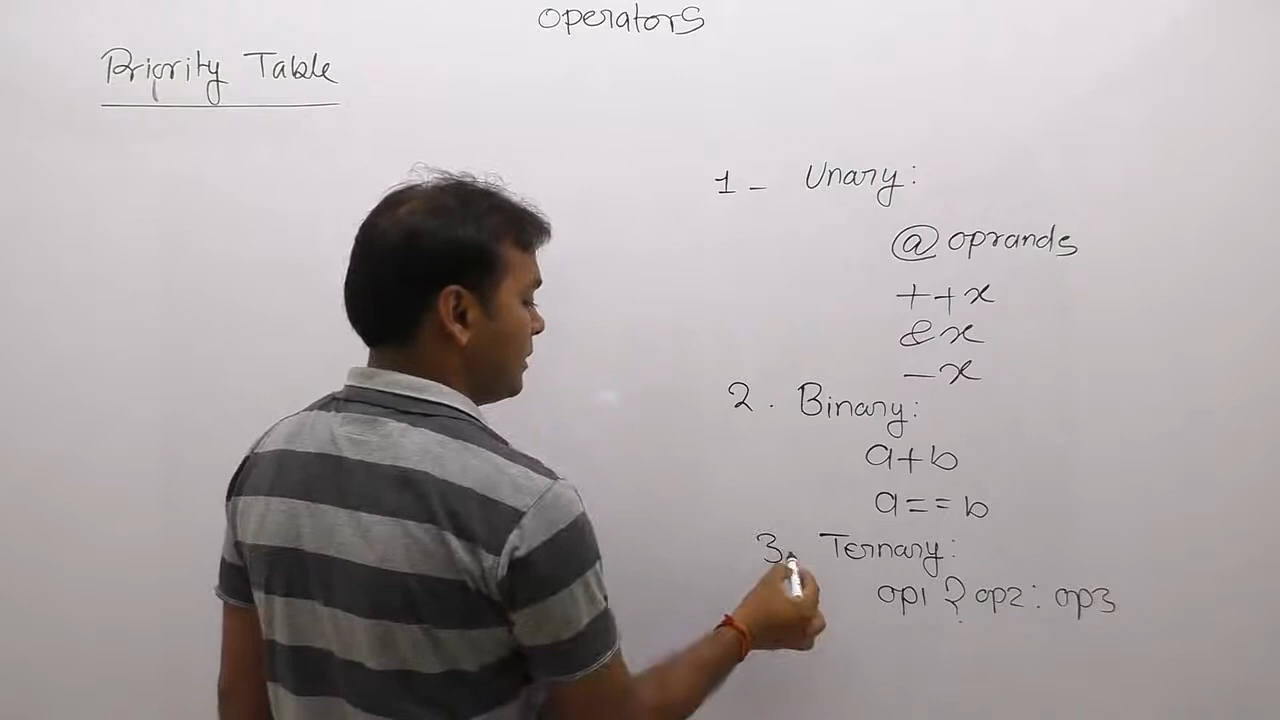 operators
Priority Table
1 - Unary:
@ oprands
++x
&x
-x
2. Binary:
a+b
a==b
3. Ternary:
op1 ? op2 : op3